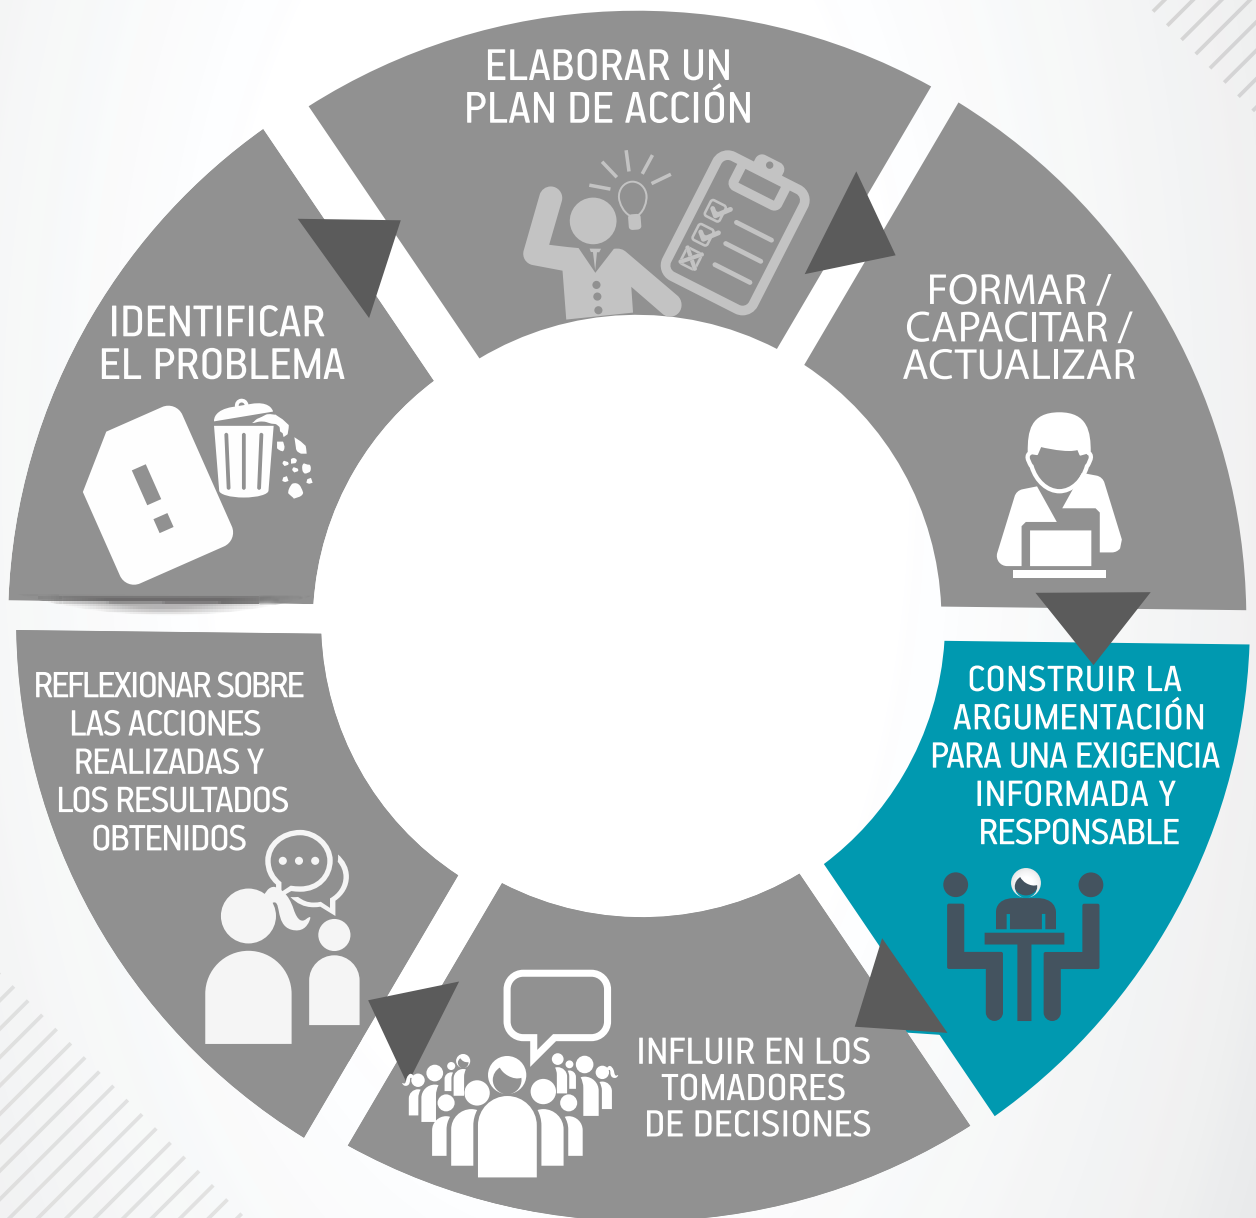 ELABORAR UN
PLAN DE ACCIÓN
FORMAR /
CAPACITAR /
ACTUALIZAR
IDENTIFICAR
EL PROBLEMA
CONSTRUIR LA
ARGUMENTACIÓN
PARA UNA EXIGENCIA
INFORMADA Y
RESPONSABLE
REFLEXIONAR SOBRE
LAS ACCIONES
REALIZADAS Y
LOS RESULTADOS
OBTENIDOS
INFLUIR EN LOS
TOMADORES
DE DECISIONES